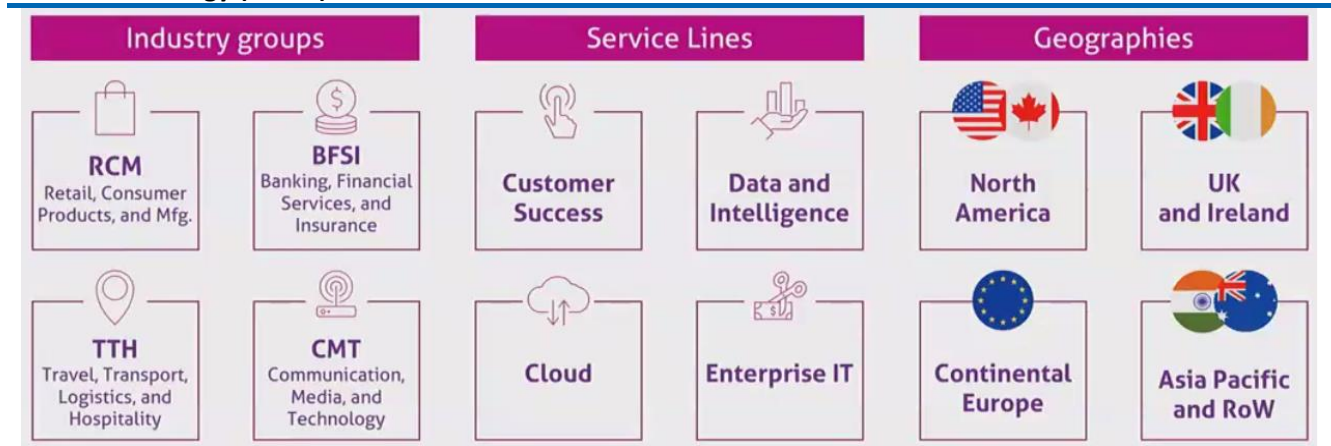 Industry groups
Service Lines
Geographies
RCM
Retail, Consumer
Products, and Mfg.
BFSI
Banking, Financial
Services, and
Insurance
Customer
Success
Data and
Intelligence
North
America
UK
and Ireland
TTH
Travel, Transport,
Logistics, and
Hospitality
CMT
Communication,
Media, and
Technology
Cloud
Enterprise IT
Continental
Europe
Asia Pacific
and RoW